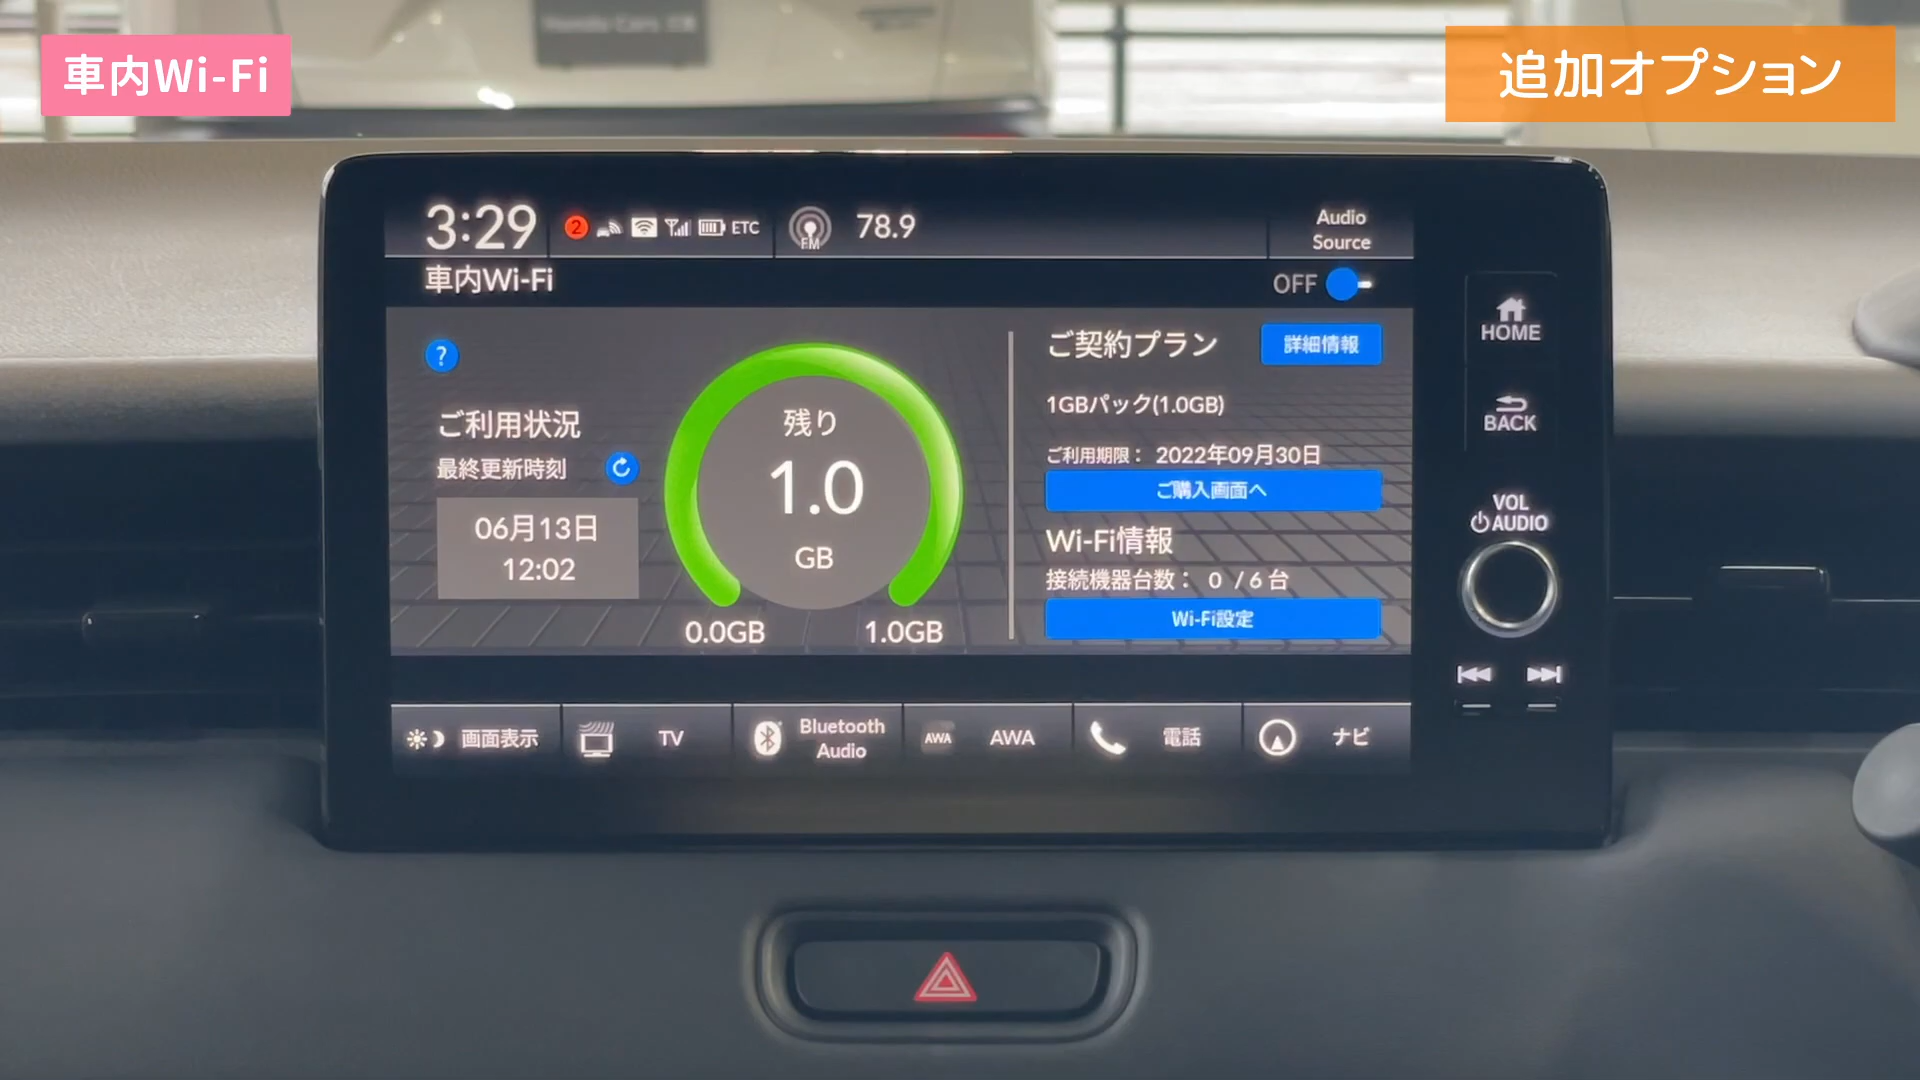 車内Wi-Fi
追加オプション
3:29
2
ETC
FM
78.9
Audio
Source
車内Wi-Fi
OFF
?
ご利用状況
最終更新時刻
06月13日
12:02
残り
1.0
GB
0.0GB
1.0GB
ご契約プラン
詳細情報
1GBパック(1.0GB)
ご利用期限： 2022年09月30日
ご購入画面へ
Wi-Fi情報
接続機器台数： 0 / 6 台
Wi-Fi設定
HOME
BACK
VOL
AUDIO
画面表示
TV
Bluetooth
Audio
AWA
AWA
電話
ナビ